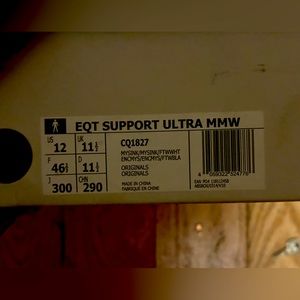 EQT SUPPORT ULTRA MMW
US 12 UK 11½ CQ1827
MYSINK/MYSINK/FTWWHT
ENCMYS/ENCMYS/FTWBLA
F 46⅔ D 11½ ORIGINALS
ORIGINALS
300 CHN 290 MADE IN CHINA
FABRIQUÉ EN CHINE